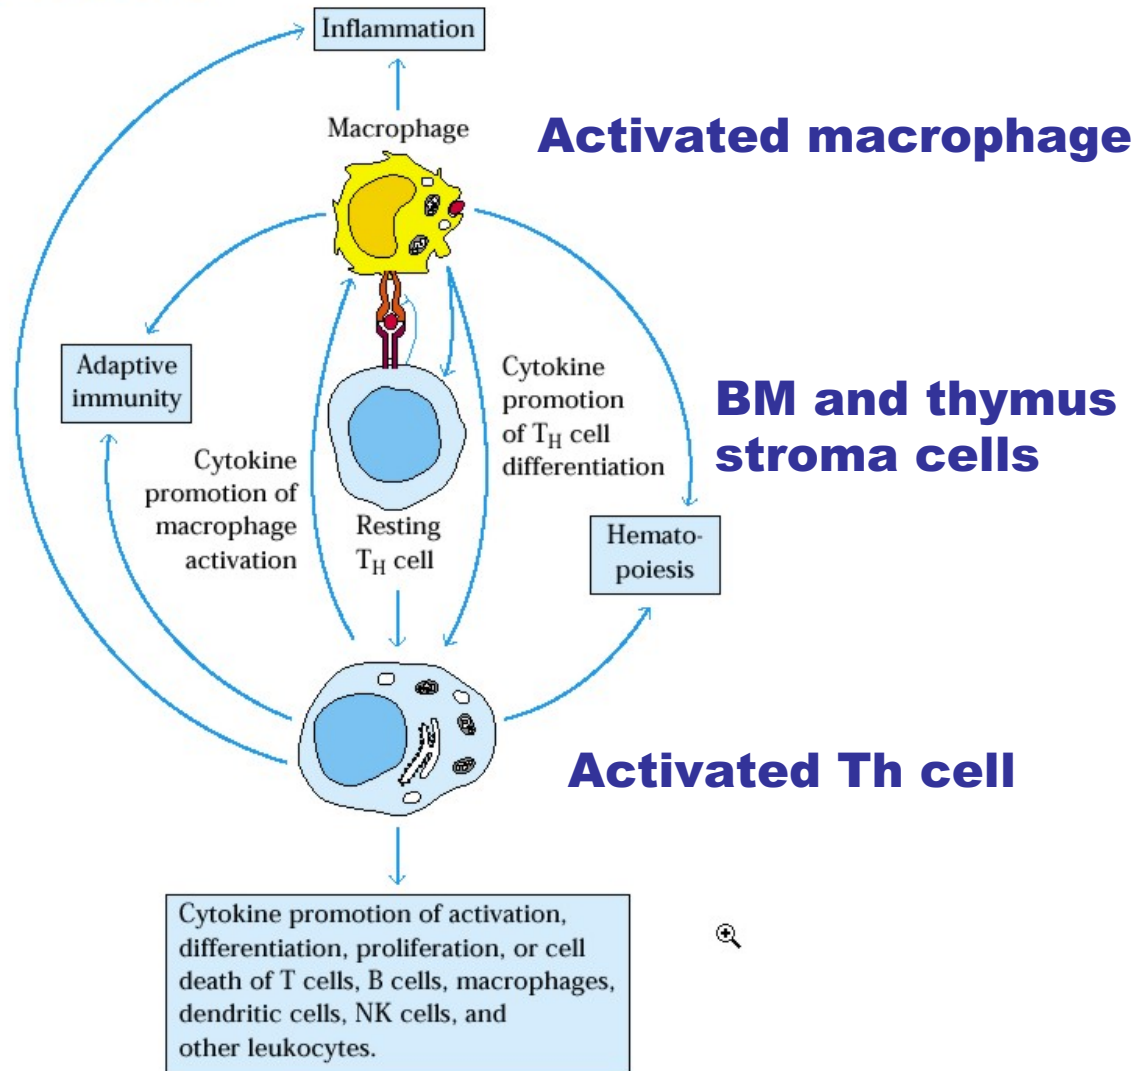 Inflammation
Macrophage
Activated macrophage
Adaptive
immunity
Cytokine
promotion
of TH cell
differentiation
BM and thymus
stroma cells
Cytokine
promotion of
macrophage
activation
Resting
TH cell
Hemato-
poiesis
Activated Th cell
Cytokine promotion of activation,
differentiation, proliferation, or cell
death of T cells, B cells, macrophages,
dendritic cells, NK cells, and
other leukocytes.